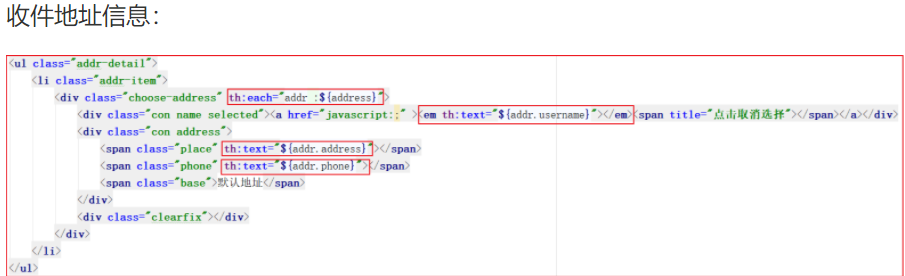 收件地址信息：
<ul class="addr-detail">
<li class="addr-item">
<div class="choose-address" th:each="addr :${address}">
<div class="con name selected"><a href="javascript:;" ><em th:text="${addr.username}"></em><span title="点击取消选择"></span></a></div>
<div class="con address">
<span class="place" th:text="${addr.address}"></span>
<span class="phone" th:text="${addr.phone}"></span>
<span class="base">默认地址</span>
</div>
<div class="clearfix"></div>
</div>
</li>
</ul>